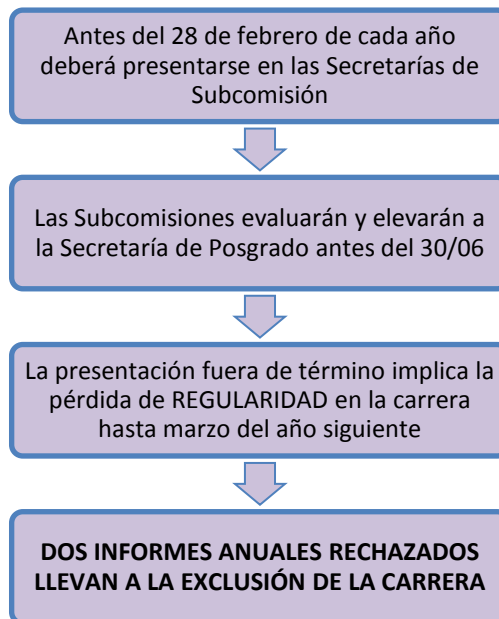 Antes del 28 de febrero de cada año
deberá presentarse en las Secretarías de
Subcomisión
Las Subcomisiones evaluarán y elevarán a
la Secretaría de Posgrado antes del 30/06
La presentación fuera de término implica la
pérdida de REGULARIDAD en la carrera
hasta marzo del año siguiente
DOS INFORMES ANUALES RECHAZADOS
LLEVAN A LA EXCLUSIÓN DE LA CARRERA